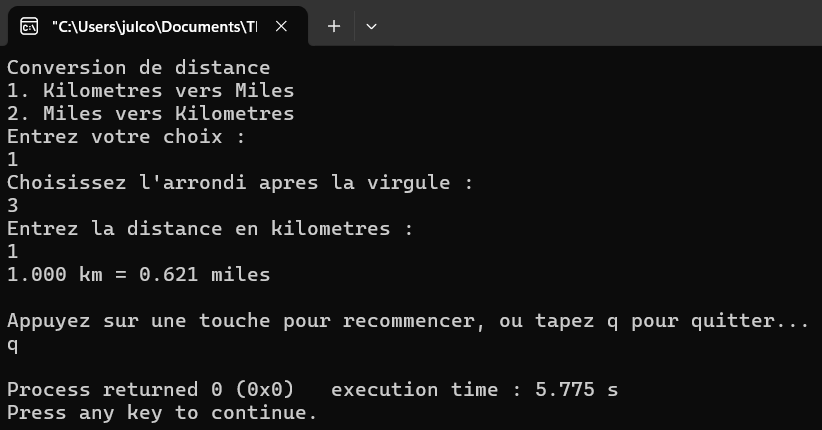 "C:\Users\julco\Documents\T
Conversion de distance
1. Kilometres vers Miles
2. Miles vers Kilometres
Entrez votre choix :
1
Choisissez l'arrondi apres la virgule :
3
Entrez la distance en kilometres :
1
1.000 km = 0.621 miles
Appuyez sur une touche pour recommencer, ou tapez q pour quitter...
q
Process returned 0 (0x0)   execution time : 5.775 s
Press any key to continue.